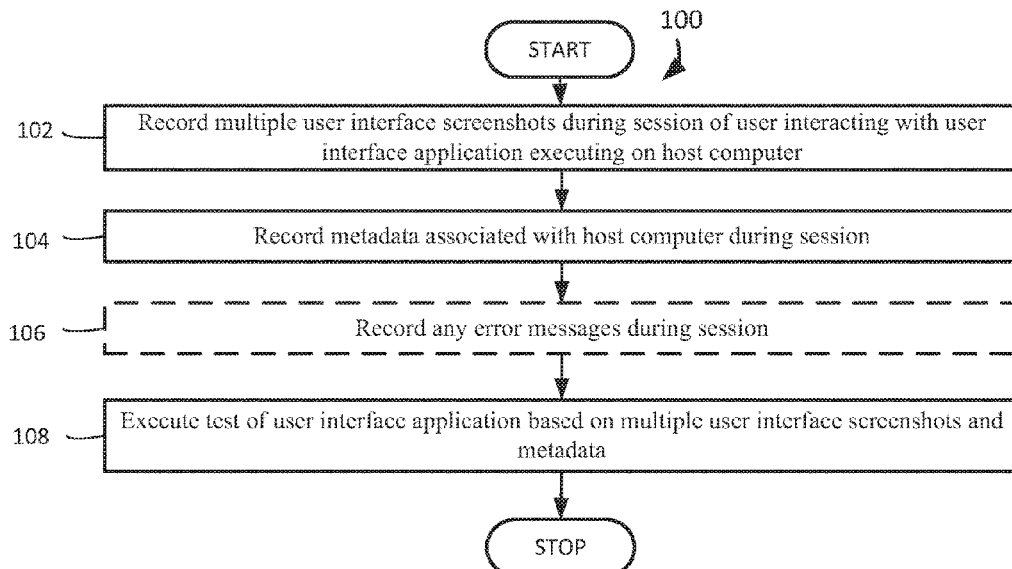 100
START
102
Record multiple user interface screenshots during session of user interacting with user
interface application executing on host computer
104
Record metadata associated with host computer during session
106
Record any error messages during session
108
Execute test of user interface application based on multiple user interface screenshots and
metadata
STOP